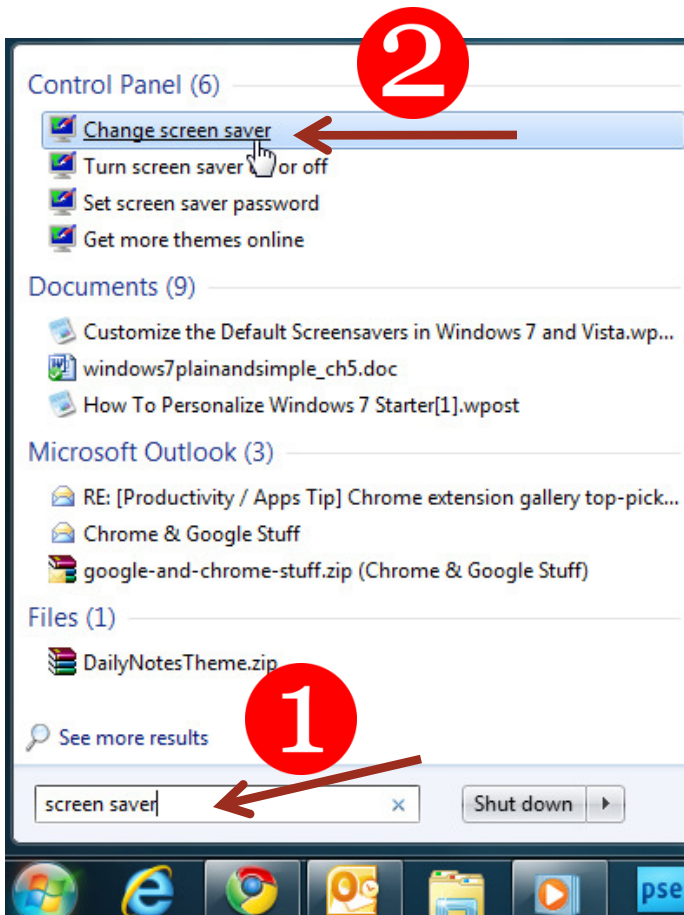 2
Control Panel (6)
Change screen saver
Turn screen saver or off
Set screen saver password
Get more themes online
Documents (9)
Customize the Default Screensavers in Windows 7 and Vista.wp...
windows7plainandsimple_ch5.doc
How To Personalize Windows 7 Starter[1].wpost
Microsoft Outlook (3)
RE: [Productivity / Apps Tip] Chrome extension gallery top-pick...
Chrome & Google Stuff
google-and-chrome-stuff.zip (Chrome & Google Stuff)
Files (1)
DailyNotesTheme.zip
1
See more results
screen saver
Shut down
pse